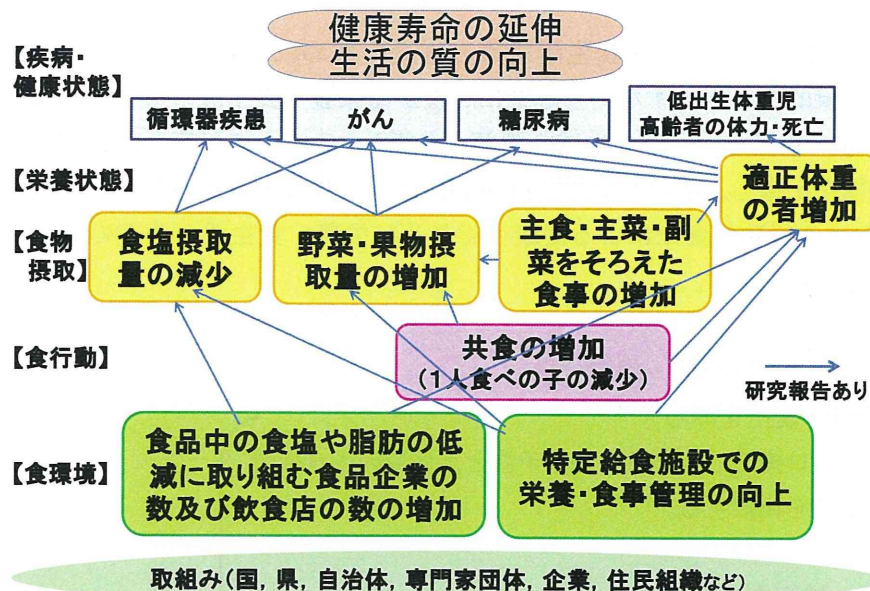 健康寿命の延伸
生活の質の向上
【疾病・
健康状態】
循環器疾患
がん
糖尿病
低出生体重児
高齢者の体力・死亡
【栄養状態】
適正体重
の者増加
【食物
摂取】
食塩摂取
量の減少
野菜・果物摂
取量の増加
主食・主菜・副
菜をそろえた
食事の増加
【食行動】
共食の増加
（1人食べの子の減少）
研究報告あり
【食環境】
食品中の食塩や脂肪の低
減に取り組む食品企業の
数及び飲食店の数の増加
特定給食施設での
栄養・食事管理の向上
取組み（国，県，自治体，専門家団体，企業，住民組織など）